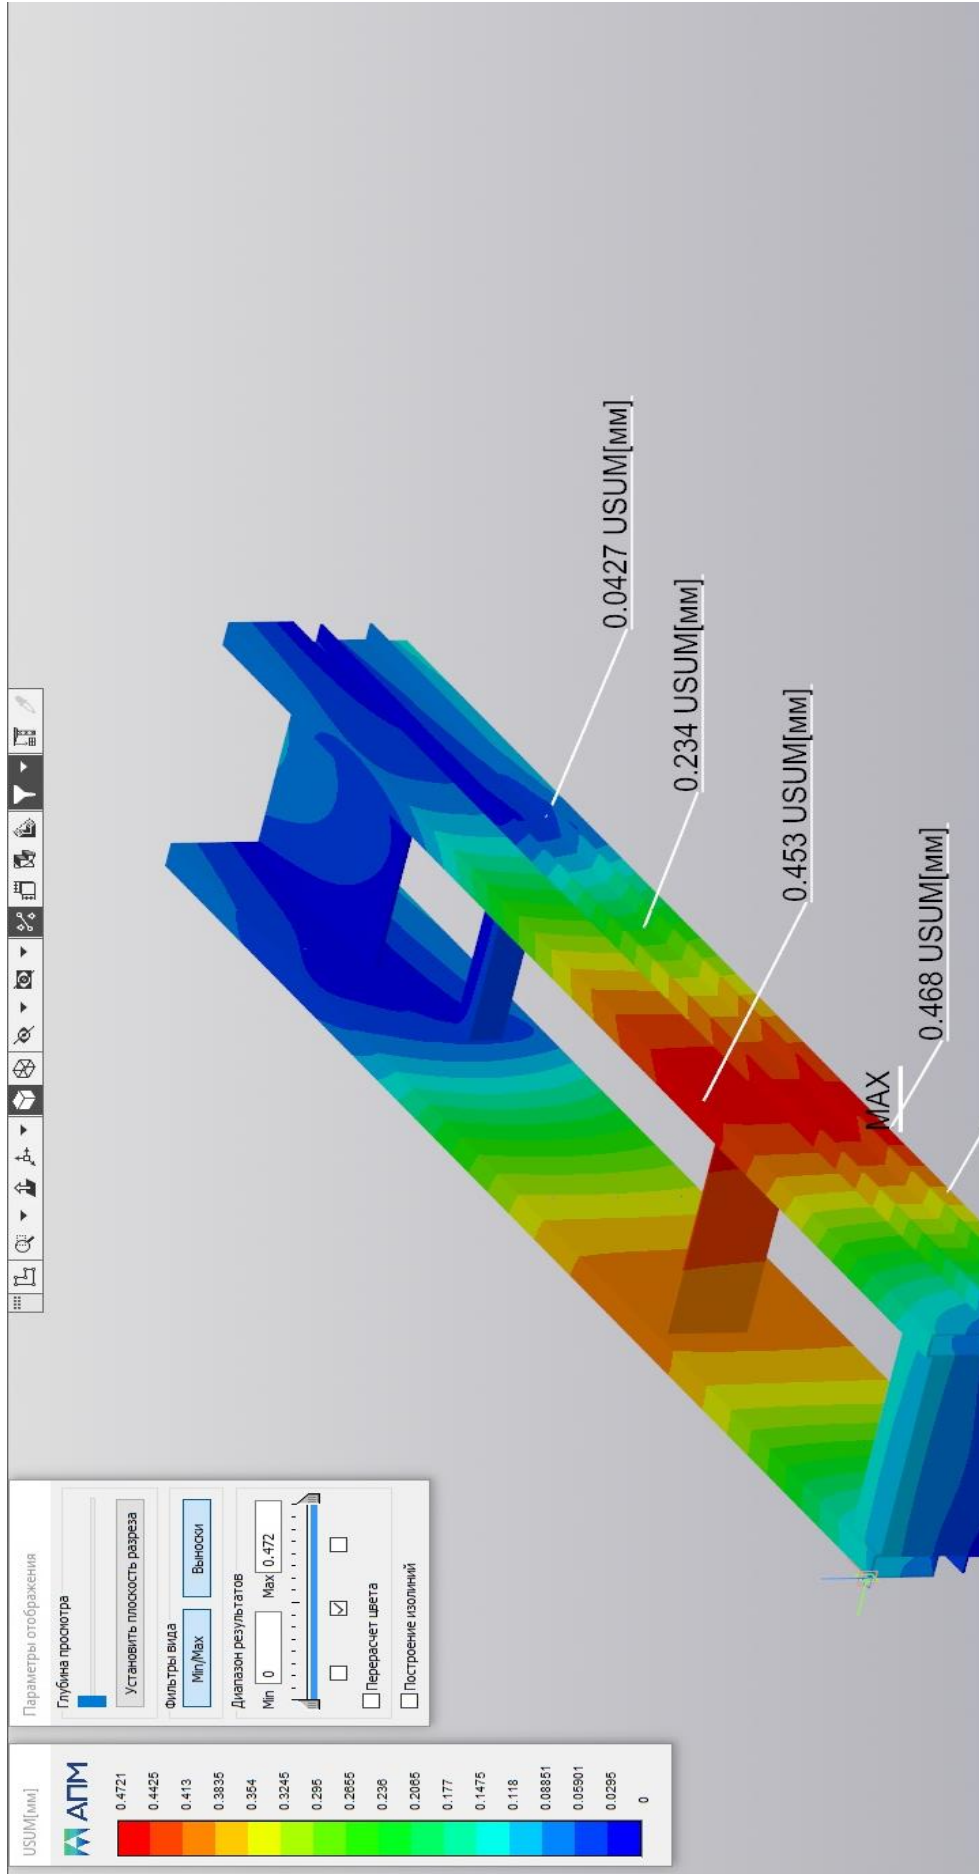 USUM[мм]
АПМ
0.4721
0.4425
0.413
0.3835
0.354
0.3245
0.295
0.2655
0.236
0.2065
0.177
0.1475
0.118
0.08851
0.05901
0.0295
0
Параметры отображения
Глубина просмотра
Установить плоскость разреза
Фильтры вида
Min/Max
Выноски
Диапазон результатов
Min 0 Max 0.472
Перерасчет цвета
Построение изолиний
MAX
0.468 USUM[мм]
0.453 USUM[мм]
0.234 USUM[мм]
0.0427 USUM[мм]